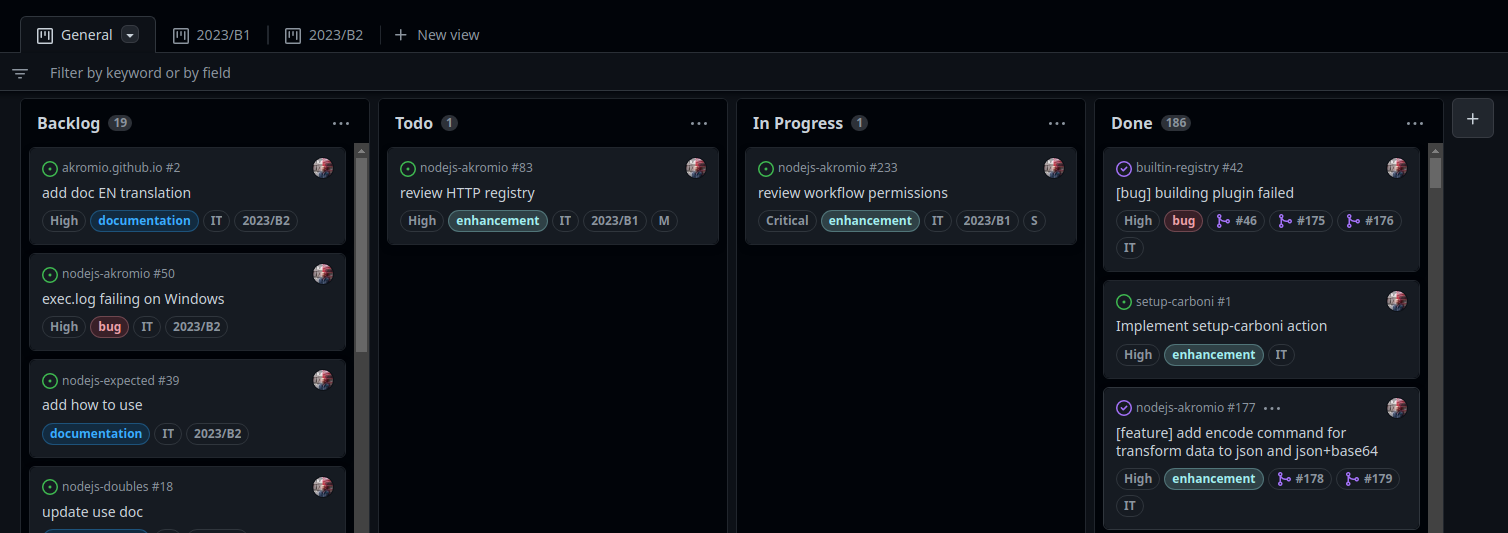 General
2023/B1
2023/B2
New view
Filter by keyword or by field
Backlog 19
akromio.github.io #2
add doc EN translation
High documentation IT 2023/B2
nodejs-akromio #50
exec.log failing on Windows
High bug IT 2023/B2
nodejs-expected #39
add how to use
documentation IT 2023/B2
nodejs-doubles #18
update use doc
Todo 1
nodejs-akromio #83
review HTTP registry
High enhancement IT 2023/B1 M
In Progress 1
nodejs-akromio #233
review workflow permissions
Critical enhancement IT 2023/B1 S
Done 186
builtin-registry #42
[bug] building plugin failed
High bug #46 #175 #176
IT
setup-carboni #1
Implement setup-carboni action
High enhancement IT
nodejs-akromio #177
[feature] add encode command for
transform data to json and json+base64
High enhancement #178 #179
IT